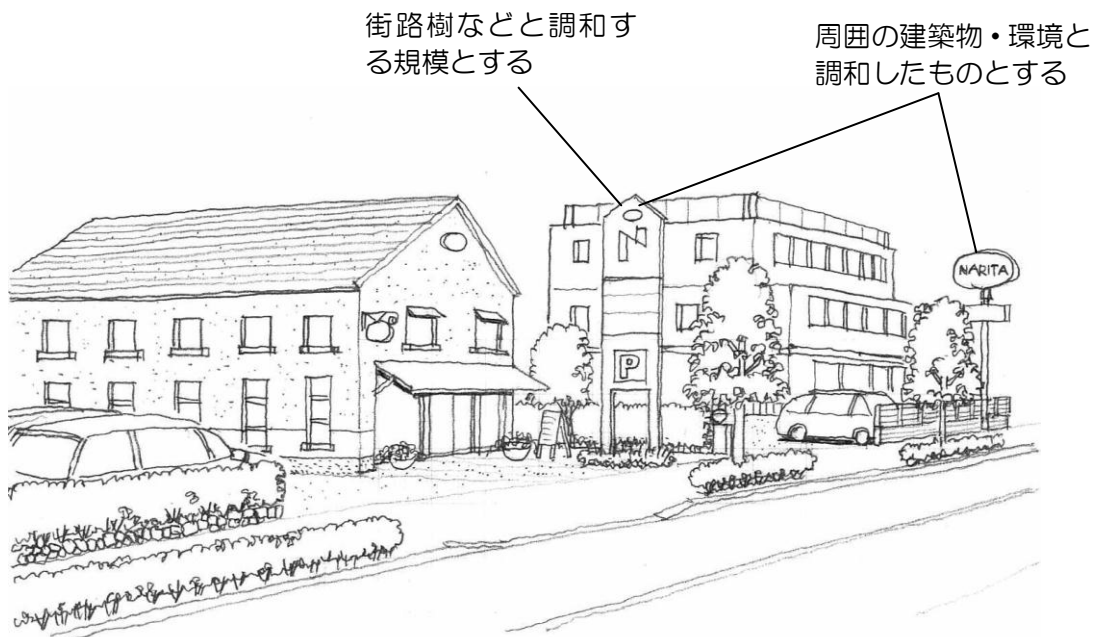 街路樹などと調和す
る規模とする
周囲の建築物・環境と
調和したものとする
N
NARITA
P